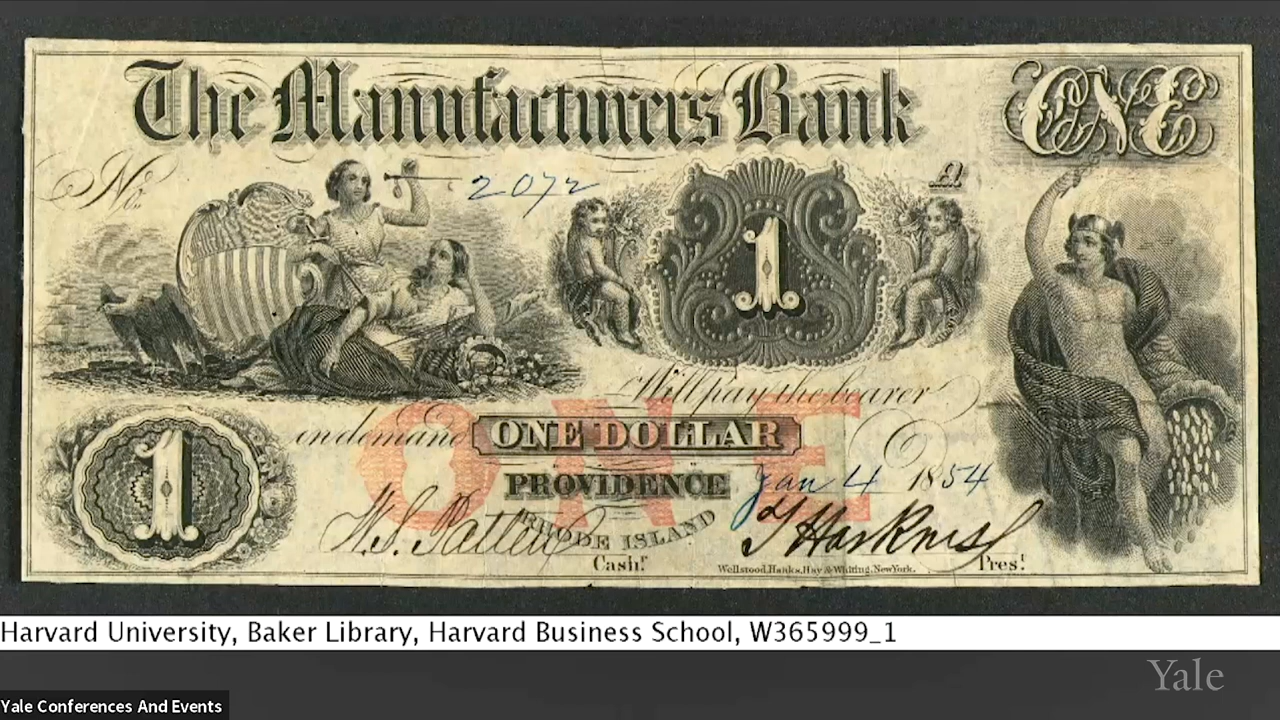 The Manufacturers Bank
ONE
No. 2072
A
1
Will pay the bearer
on demand ONE DOLLAR
ONE
PROVIDENCE Jan 4 1854
RHODE ISLAND
1
W.S. Patten
Cash!
T Harkness
Pres!
Wellstood, Hanks, Hay & Whiting, New York.
Harvard University, Baker Library, Harvard Business School, W365999_1
Yale
Yale Conferences And Events